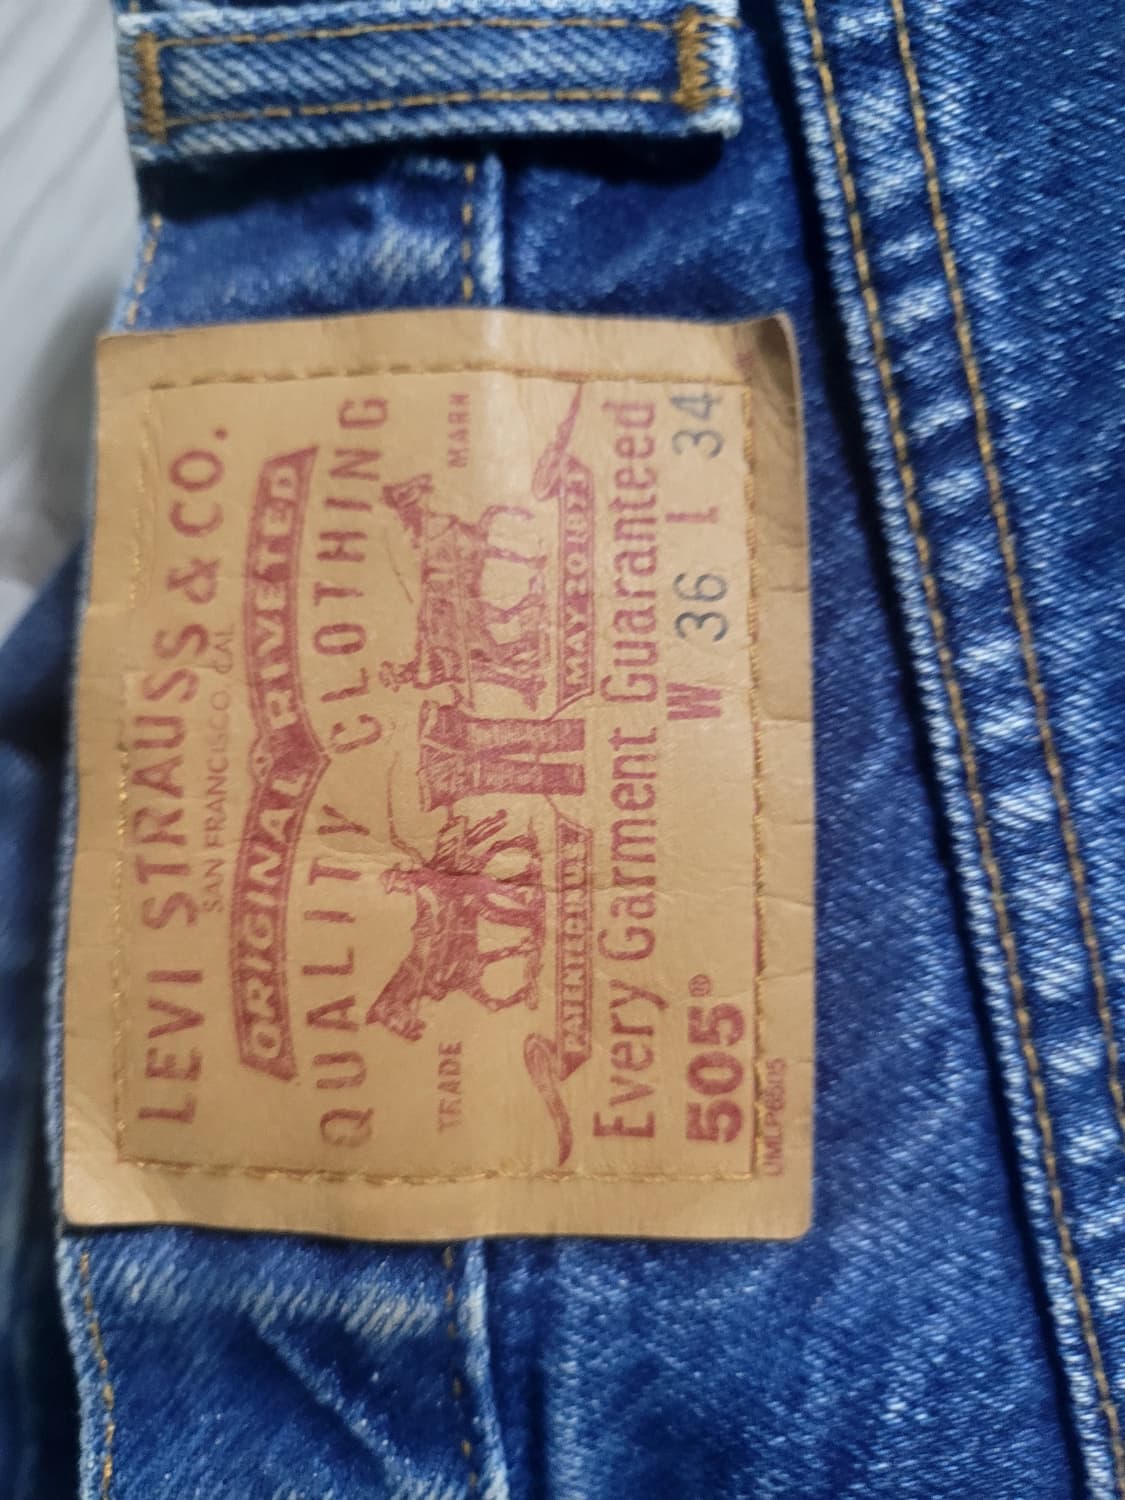 LEVI STRAUSS & CO.
SAN FRANCISCO, CAL
ORIGINAL RIVETED
QUALITY CLOTHING
TRADE MARK
PATENTED IN U.S. MAY 20 1873
Every Garment Guaranteed
505® W 36 L 34